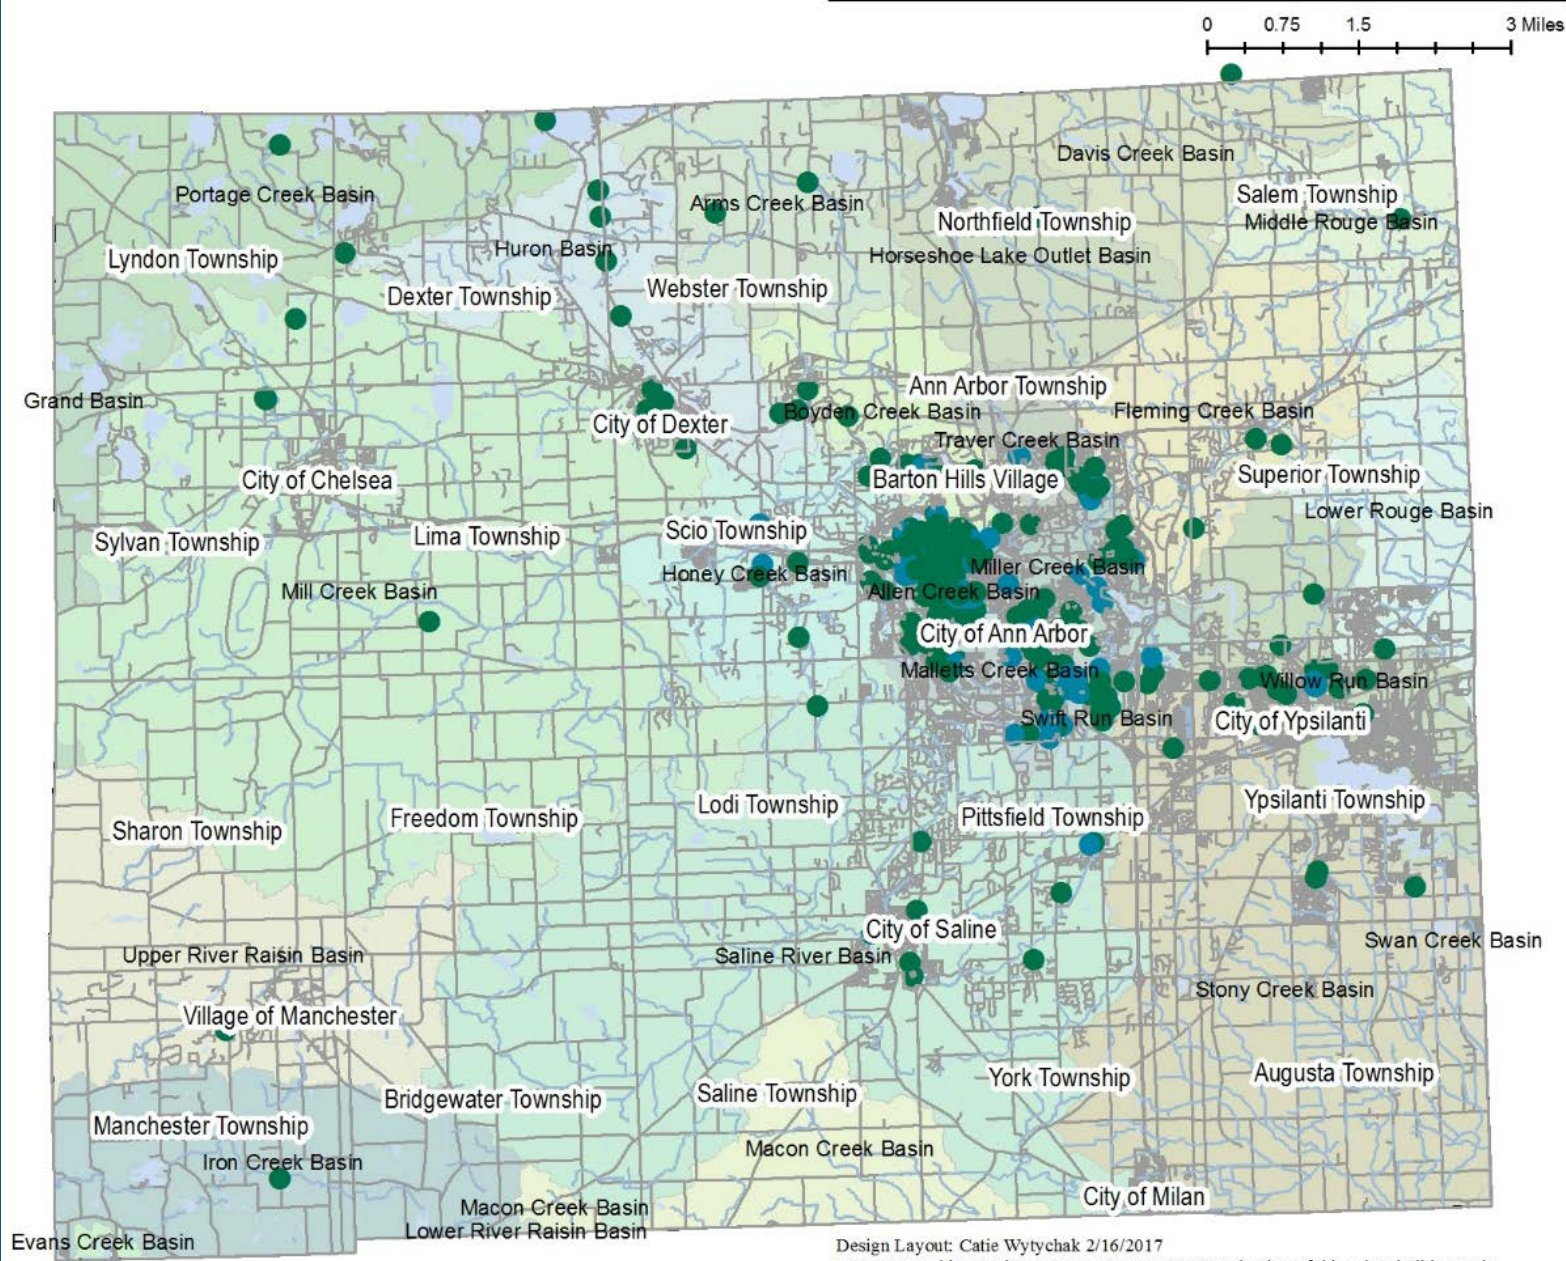 0 0.75 1.5 3 Miles
Davis Creek Basin
Portage Creek Basin
Salem Township
Arms Creek Basin
Northfield Township
Middle Rouge Basin
Huron Basin
Horseshoe Lake Outlet Basin
Lyndon Township
Dexter Township
Webster Township
Ann Arbor Township
Grand Basin
Boyden Creek Basin
Fleming Creek Basin
City of Dexter
Traver Creek Basin
City of Chelsea
Barton Hills Village
Superior Township
Lower Rouge Basin
Sylvan Township
Lima Township
Scio Township
Honey Creek Basin
Miller Creek Basin
Mill Creek Basin
Allen Creek Basin
City of Ann Arbor
Malletts Creek Basin
Willow Run Basin
Swift Run Basin
City of Ypsilanti
Lodi Township
Ypsilanti Township
Sharon Township
Freedom Township
Pittsfield Township
City of Saline
Swan Creek Basin
Upper River Raisin Basin
Saline River Basin
Stony Creek Basin
Village of Manchester
Bridgewater Township
Saline Township
York Township
Augusta Township
Manchester Township
Macon Creek Basin
Iron Creek Basin
City of Milan
Macon Creek Basin
Lower River Raisin Basin
Evans Creek Basin
Design Layout: Catie Wytychak 2/16/2017